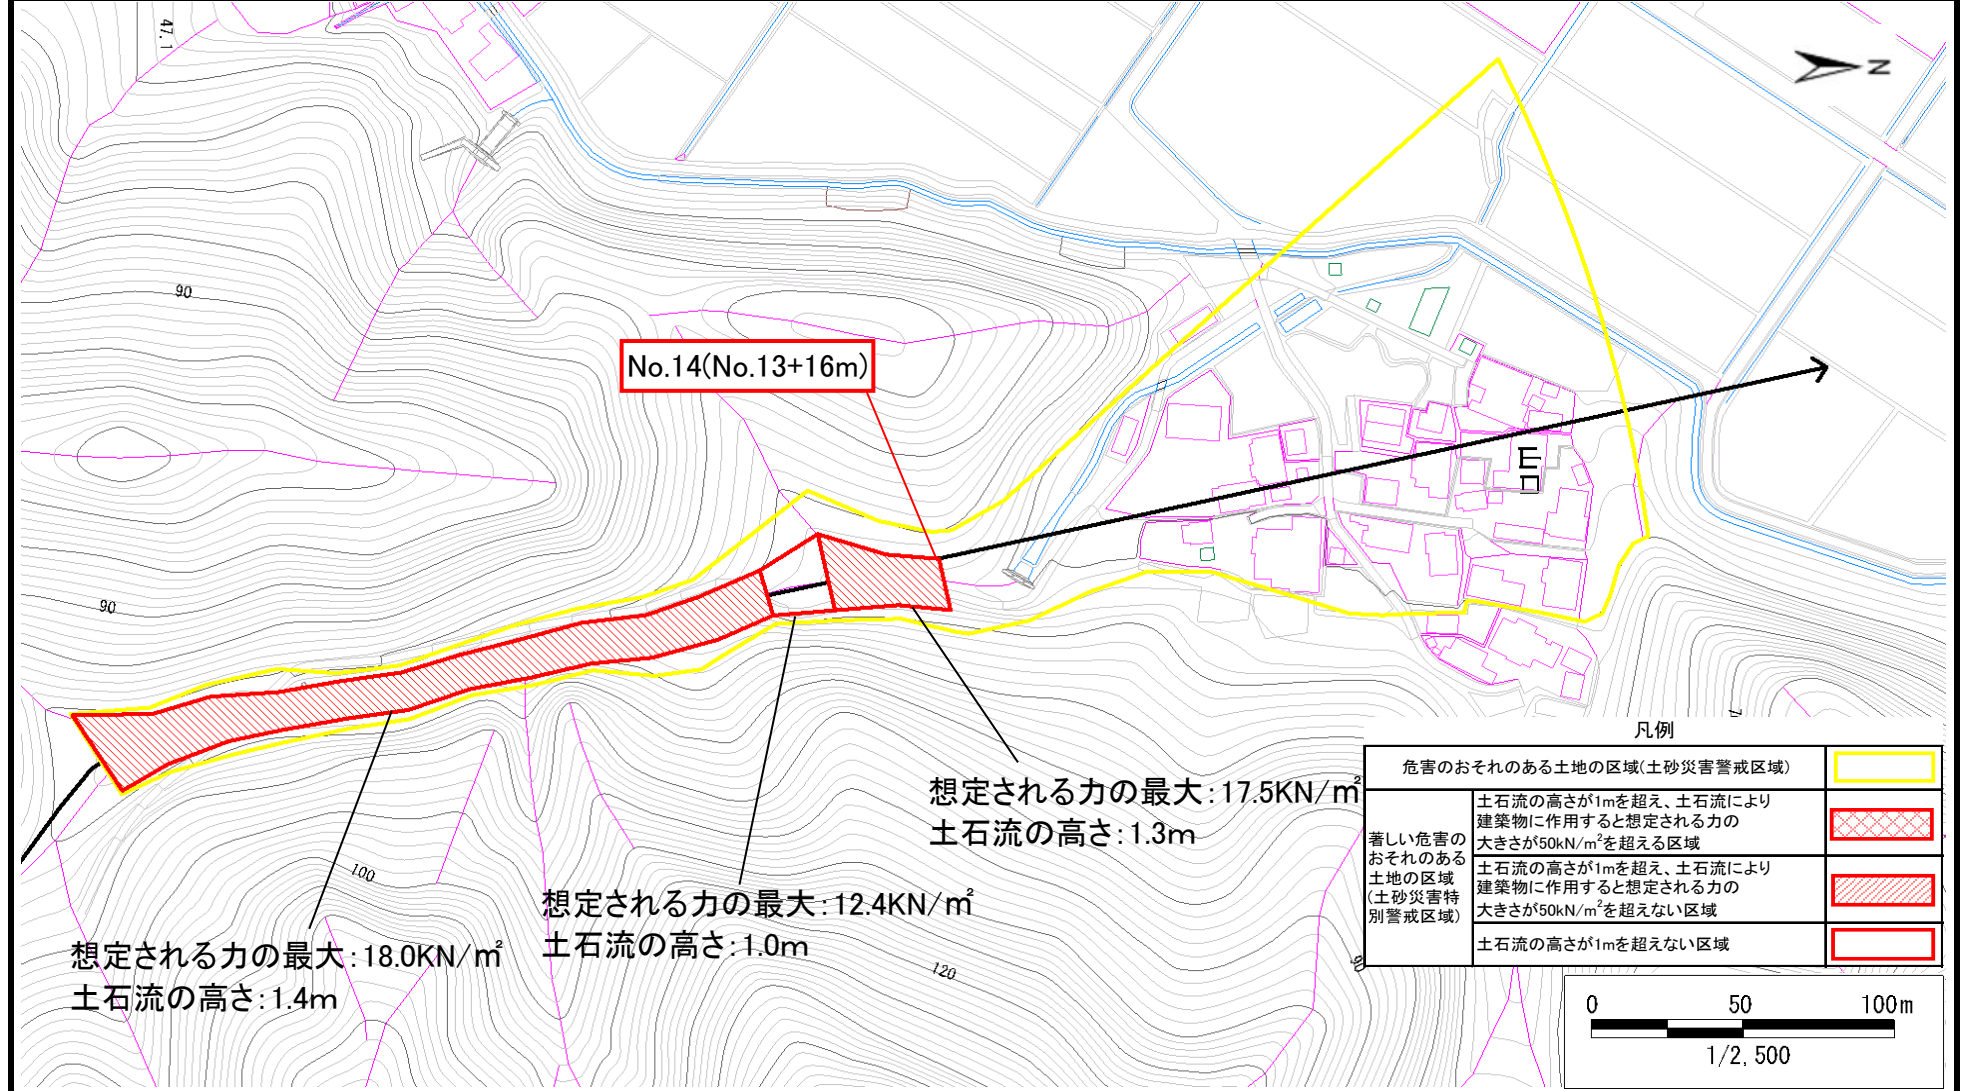 47.1
N
90
No.14(No.13+16m)
90
100
120
90
想定される力の最大:17.5KN/㎡
土石流の高さ:1.3m
想定される力の最大:12.4KN/㎡
土石流の高さ:1.0m
想定される力の最大:18.0KN/㎡
土石流の高さ:1.4m
凡例
危害のおそれのある土地の区域(土砂災害警戒区域)
著しい危害の
おそれのある
土地の区域
(土砂災害特
別警戒区域)
土石流の高さが1mを超え、土石流により
建築物に作用すると想定される力の
大きさが50kN/m²を超える区域
土石流の高さが1mを超え、土石流により
建築物に作用すると想定される力の
大きさが50kN/m²を超えない区域
土石流の高さが1mを超えない区域
0 50 100m
1/2,500